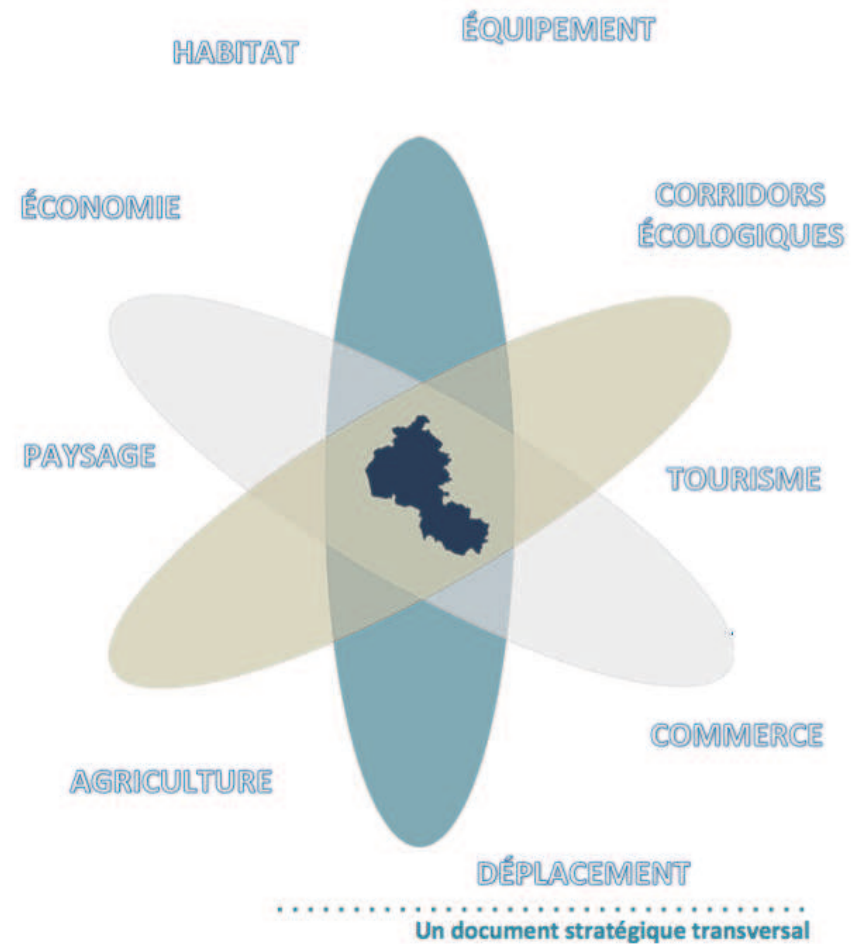 HABITAT
ÉQUIPEMENT
ÉCONOMIE
CORRIDORS
ÉCOLOGIQUES
PAYSAGE
TOURISME
COMMERCE
AGRICULTURE
DÉPLACEMENT
Un document stratégique transversal